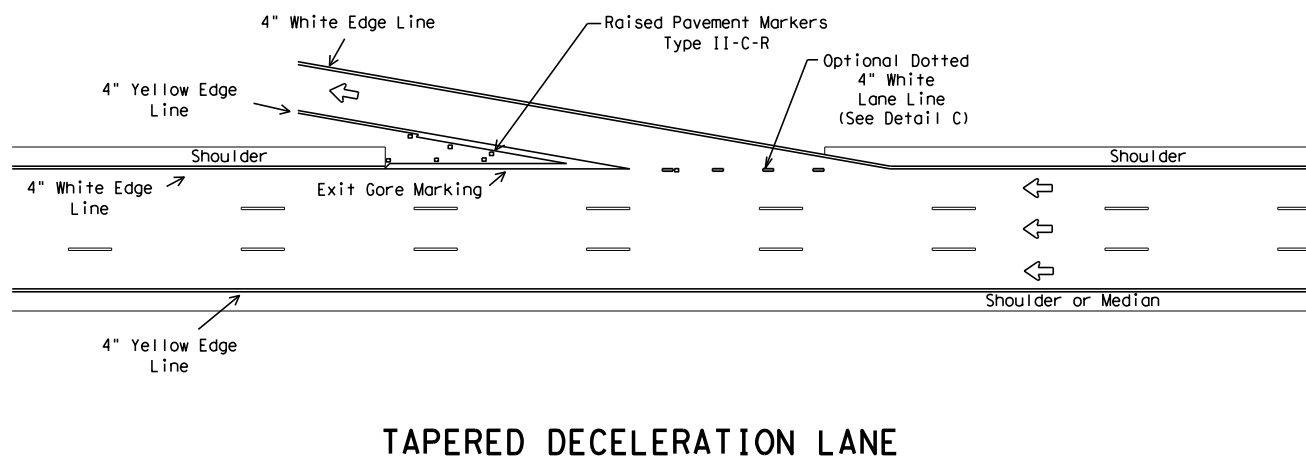 4" White Edge Line
Raised Pavement Markers
Type II-C-R
Optional Dotted
4" White
Lane Line
(See Detail C)
4" Yellow Edge
Line
Shoulder
Shoulder
4" White Edge
Line
Exit Gore Marking
Shoulder or Median
4" Yellow Edge
Line
TAPERED DECELERATION LANE